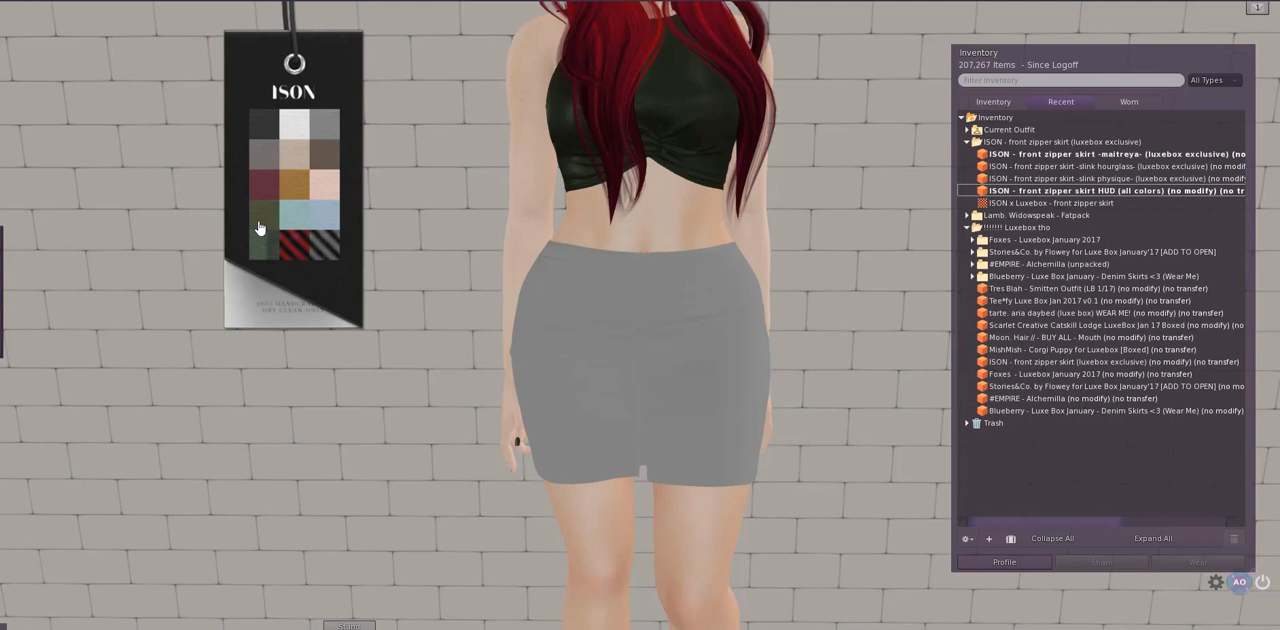 1
ISON
Stand
Inventory
207,267 Items - Since Logoff
Filter Inventory
All Types
Inventory Recent Worn
Inventory
Current Outfit
ISON - front zipper skirt (luxebox exclusive)
ISON - front zipper skirt -maitreya- (luxebox exclusive) (no
ISON - front zipper skirt -slink hourglass- (luxebox exclusive) (no modif
ISON - front zipper skirt -slink physique- (luxebox exclusive) (no modify
ISON - front zipper skirt HUD (all colors) (no modify) (no tr
ISON x Luxebox - front zipper skirt
Lamb. Widowspeak - Fatpack
!!!!!!! Luxebox tho
Foxes - Luxebox January 2017
Stories&Co. by Flowey for Luxe Box January'17 [ADD TO OPEN]
#EMPIRE - Alchemilla (unpacked)
Blueberry - Luxe Box January - Denim Skirts <3 (Wear Me)
Tres Blah - Smitten Outfit (LB 1/17) (no modify) (no transfer)
Tee*fy Luxe Box Jan 2017 v0.1 (no modify) (no transfer)
tarte. aria daybed (luxe box) WEAR ME! (no modify) (no transfer)
Scarlet Creative Catskill Lodge LuxeBox Jan 17 Boxed (no modify) (no
Moon. Hair // - BUY ALL - Mouth (no modify) (no transfer)
MishMish - Corgi Puppy for Luxebox [Boxed] (no transfer)
ISON - front zipper skirt (luxebox exclusive) (no modify) (no transfer)
Foxes - Luxebox January 2017 (no modify) (no transfer)
Stories&Co. by Flowey for Luxe Box January'17 [ADD TO OPEN] (no mo
#EMPIRE - Alchemilla (no modify) (no transfer)
Blueberry - Luxe Box January - Denim Skirts <3 (Wear Me) (no modify)
Trash
Collapse All Expand All
Profile Share Wear
AO